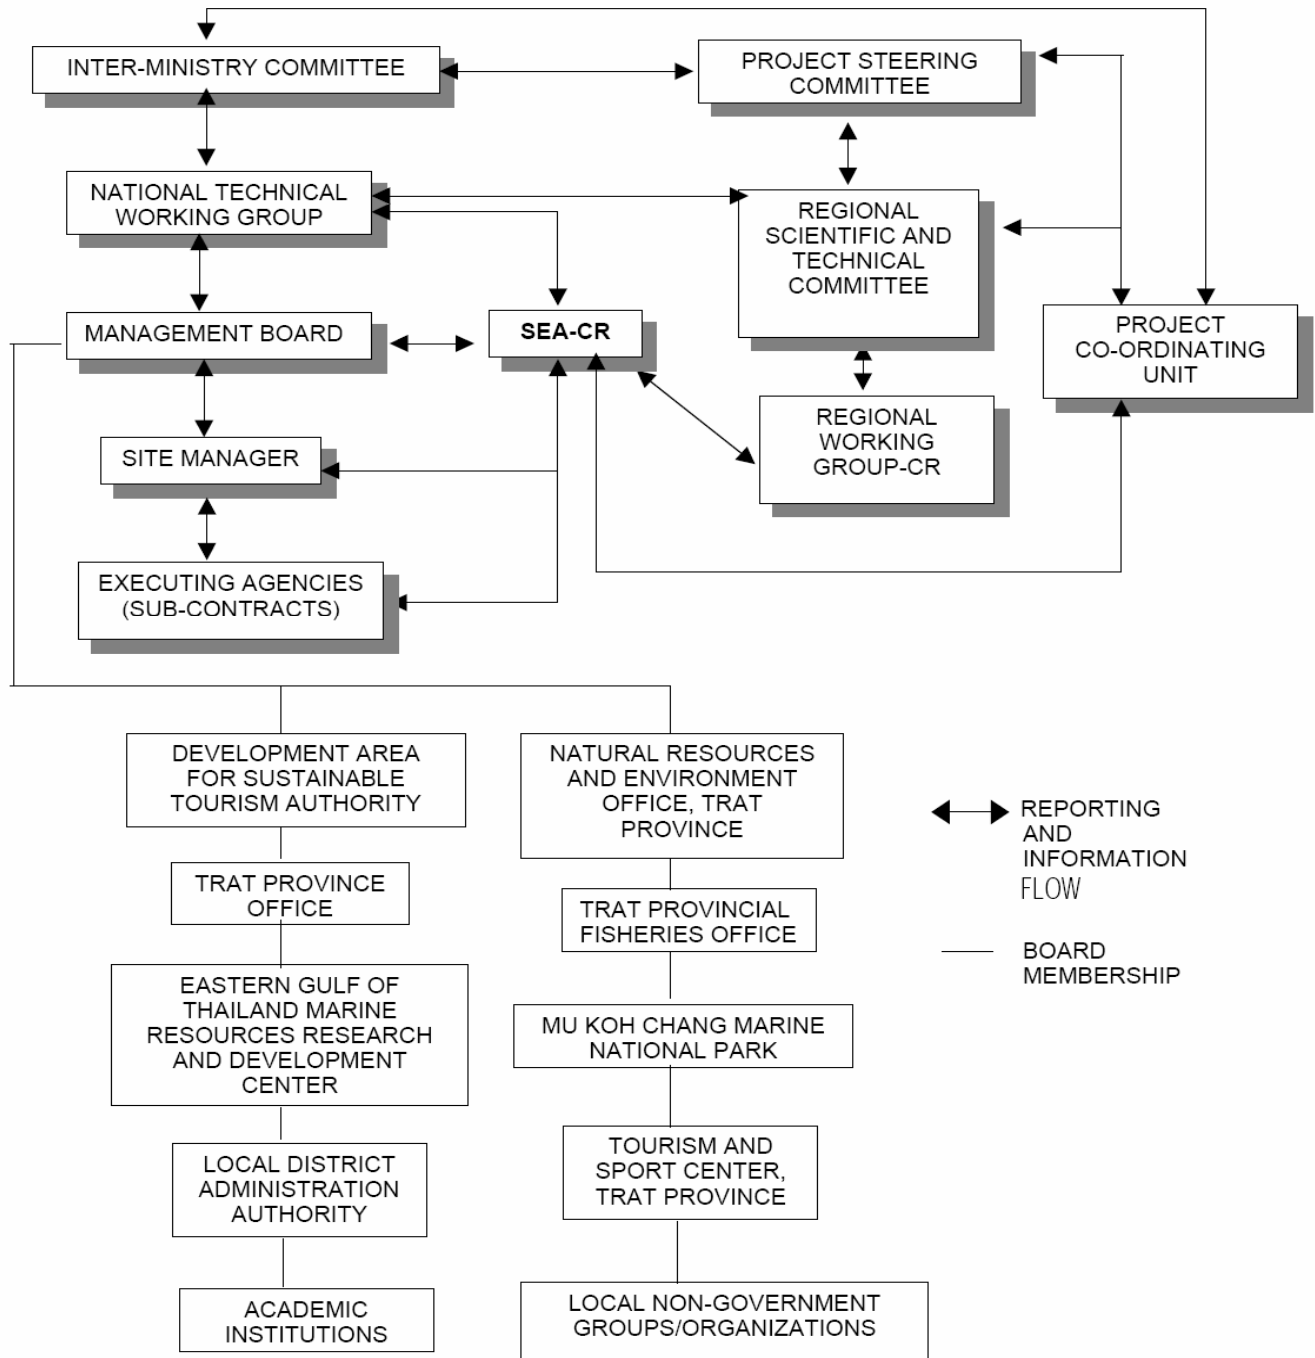 INTER-MINISTRY COMMITTEE
PROJECT STEERING
COMMITTEE
NATIONAL TECHNICAL
WORKING GROUP
REGIONAL
SCIENTIFIC AND
TECHNICAL
COMMITTEE
MANAGEMENT BOARD
SEA-CR
PROJECT
CO-ORDINATING
UNIT
SITE MANAGER
REGIONAL
WORKING
GROUP-CR
EXECUTING AGENCIES
(SUB-CONTRACTS)
DEVELOPMENT AREA
FOR SUSTAINABLE
TOURISM AUTHORITY
NATURAL RESOURCES
AND ENVIRONMENT
OFFICE, TRAT
PROVINCE
TRAT PROVINCE
OFFICE
TRAT PROVINCIAL
FISHERIES OFFICE
EASTERN GULF OF
THAILAND MARINE
RESOURCES RESEARCH
AND DEVELOPMENT
CENTER
MU KOH CHANG MARINE
NATIONAL PARK
LOCAL DISTRICT
ADMINISTRATION
AUTHORITY
TOURISM AND
SPORT CENTER,
TRAT PROVINCE
ACADEMIC
INSTITUTIONS
LOCAL NON-GOVERNMENT
GROUPS/ORGANIZATIONS
REPORTING
AND
INFORMATION
FLOW
BOARD
MEMBERSHIP